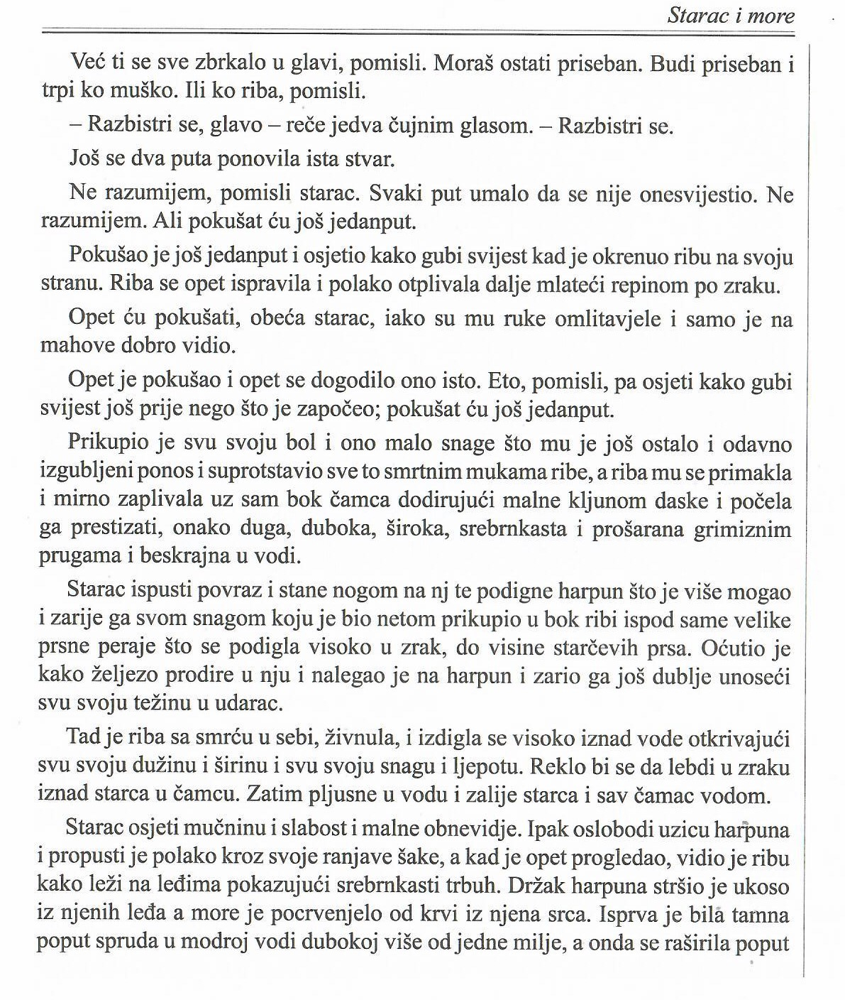 Starac i more
Već ti se sve zbrkalo u glavi, pomisli. Moraš ostati priseban. Budi priseban i
trpi ko muško. Ili ko riba, pomisli.
– Razbistri se, glavo – reče jedva čujnim glasom. – Razbistri se.
Još se dva puta ponovila ista stvar.
Ne razumijem, pomisli starac. Svaki put umalo da se nije onesvijestio. Ne
razumijem. Ali pokušat ću još jedanput.
Pokušao je još jedanput i osjetio kako gubi svijest kad je okrenuo ribu na svoju
stranu. Riba se opet ispravila i polako otplivala dalje mlateći repinom po zraku.
Opet ću pokušati, obeća starac, iako su mu ruke omlitavjele i samo je na
mahove dobro vidio.
Opet je pokušao i opet se dogodilo ono isto. Eto, pomisli, pa osjeti kako gubi
svijest još prije nego što je započeo; pokušat ću još jedanput.
Prikupio je svu svoju bol i ono malo snage što mu je još ostalo i odavno
izgubljeni ponos i suprotstavio sve to smrtnim mukama ribe, a riba mu se primakla
i mirno zaplivala uz sam bok čamca dodirujući malne kljunom daske i počela
ga prestizati, onako duga, duboka, široka, srebrnkasta i prošarana grimiznim
prugama i beskrajna u vodi.
Starac ispusti povraz i stane nogom na nj te podigne harpun što je više mogao
i zarije ga svom snagom koju je bio netom prikupio u bok ribi ispod same velike
prsne peraje što se podigla visoko u zrak, do visine starčevih prsa. Oćutio je
kako željezo prodire u nju i nalegao je na harpun i zario ga još dublje unoseći
svu svoju težinu u udarac.
Tad je riba sa smrću u sebi, živnula, i izdigla se visoko iznad vode otkrivajući
svu svoju dužinu i širinu i svu svoju snagu i ljepotu. Reklo bi se da lebdi u zraku
iznad starca u čamcu. Zatim pljusne u vodu i zalije starca i sav čamac vodom.
Starac osjeti mučninu i slabost i malne obnevidje. Ipak oslobodi uzicu harpuna
i propusti je polako kroz svoje ranjave šake, a kad je opet progledao, vidio je ribu
kako leži na leđima pokazujući srebrnkasti trbuh. Držak harpuna stršio je ukoso
iz njenih leđa a more je pocrvenjelo od krvi iz njena srca. Isprva je bila tamna
poput spruda u modroj vodi dubokoj više od jedne milje, a onda se raširila poput